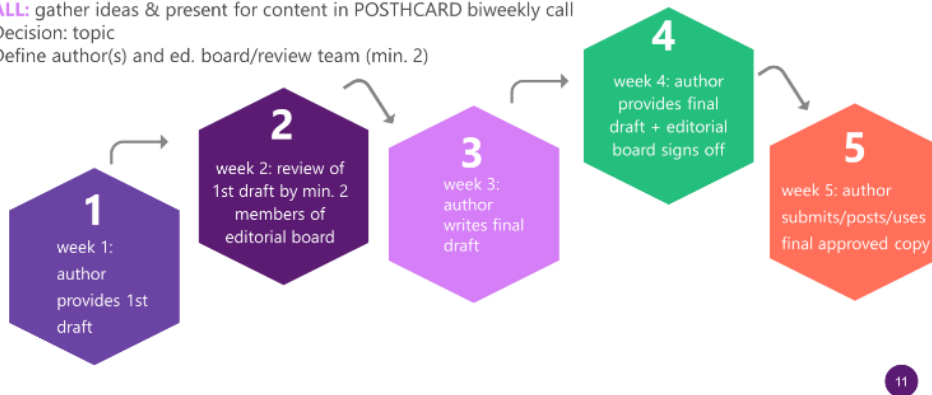 ALL: gather ideas & present for content in POSTHCARD biweekly call
Decision: topic
Define author(s) and ed. board/review team (min. 2)
1
week 1:
author
provides 1st
draft
2
week 2: review of
1st draft by min. 2
members of
editorial board
3
week 3:
author
writes final
draft
4
week 4: author
provides final
draft + editorial
board signs off
5
week 5: author
submits/posts/uses
final approved copy
11